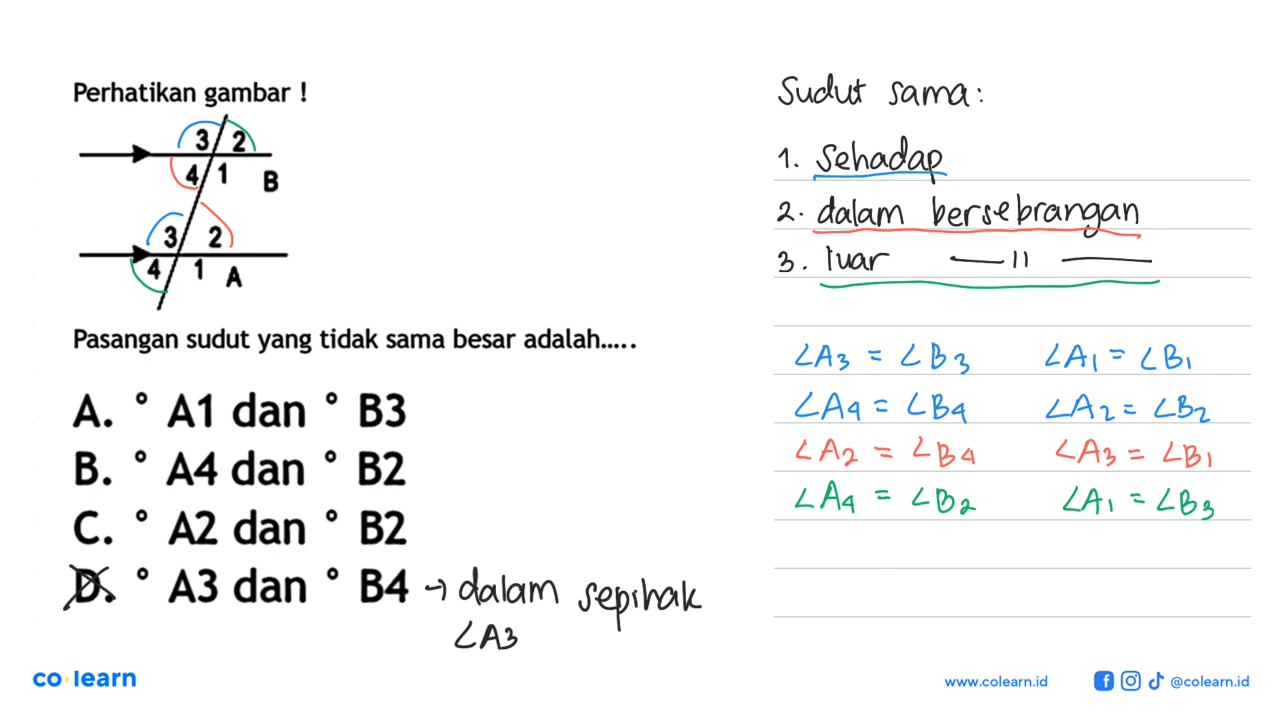 Perhatikan gambar !
3 2
4 1 B
3 2
4 1 A
Pasangan sudut yang tidak sama besar adalah.....
A. ° A1 dan ° B3
B. ° A4 dan ° B2
C. ° A2 dan ° B2
D. ° A3 dan ° B4 → dalam sepihak
∠A3
Sudut sama:
1. Sehadap
2. dalam bersebrangan
3. luar — 11 —
∠A3 = ∠B3 ∠A1 = ∠B1
∠A4 = ∠B4 ∠A2 = ∠B2
∠A2 = ∠B4 ∠A3 = ∠B1
∠A4 = ∠B2 ∠A1 = ∠B3
co learn
www.colearn.id @colearn.id